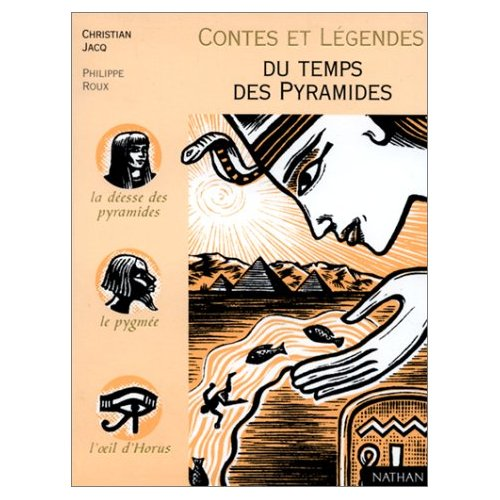 CHRISTIAN
JACQ
PHILIPPE
ROUX
CONTES ET LÉGENDES
DU TEMPS
DES PYRAMIDES
la déesse des
pyramides
le pygmée
l'œil d'Horus
NATHAN